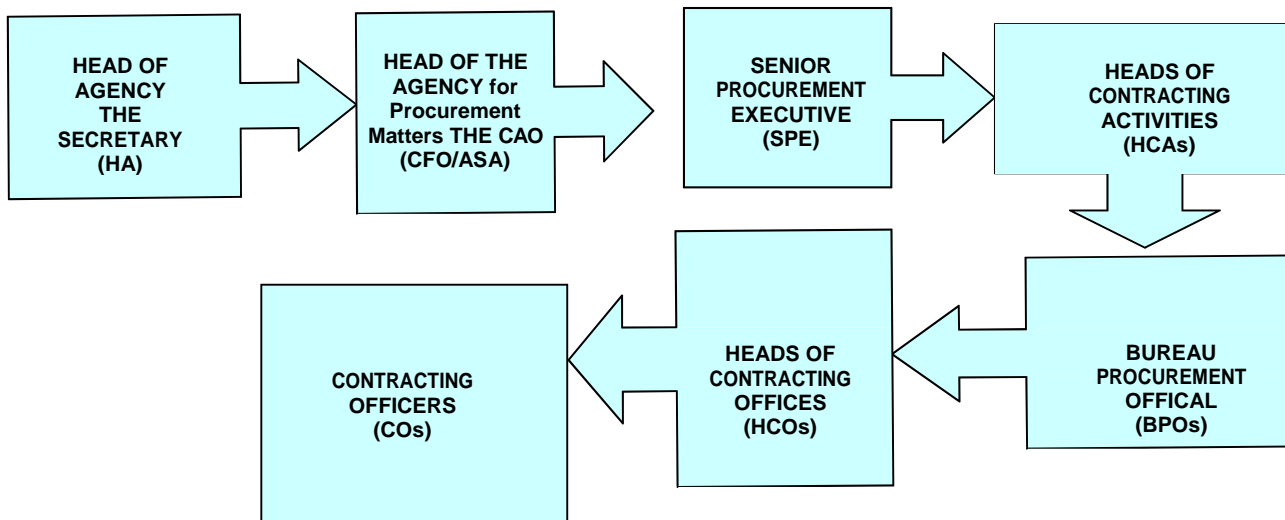 HEAD OF
AGENCY
THE
SECRETARY
(HA)
HEAD OF THE
AGENCY for
Procurement
Matters THE CAO
(CFO/ASA)
SENIOR
PROCUREMENT
EXECUTIVE
(SPE)
HEADS OF
CONTRACTING
ACTIVITIES
(HCAs)
BUREAU
PROCUREMENT
OFFICAL
(BPOs)
HEADS OF
CONTRACTING
OFFICES
(HCOs)
CONTRACTING
OFFICERS
(COs)